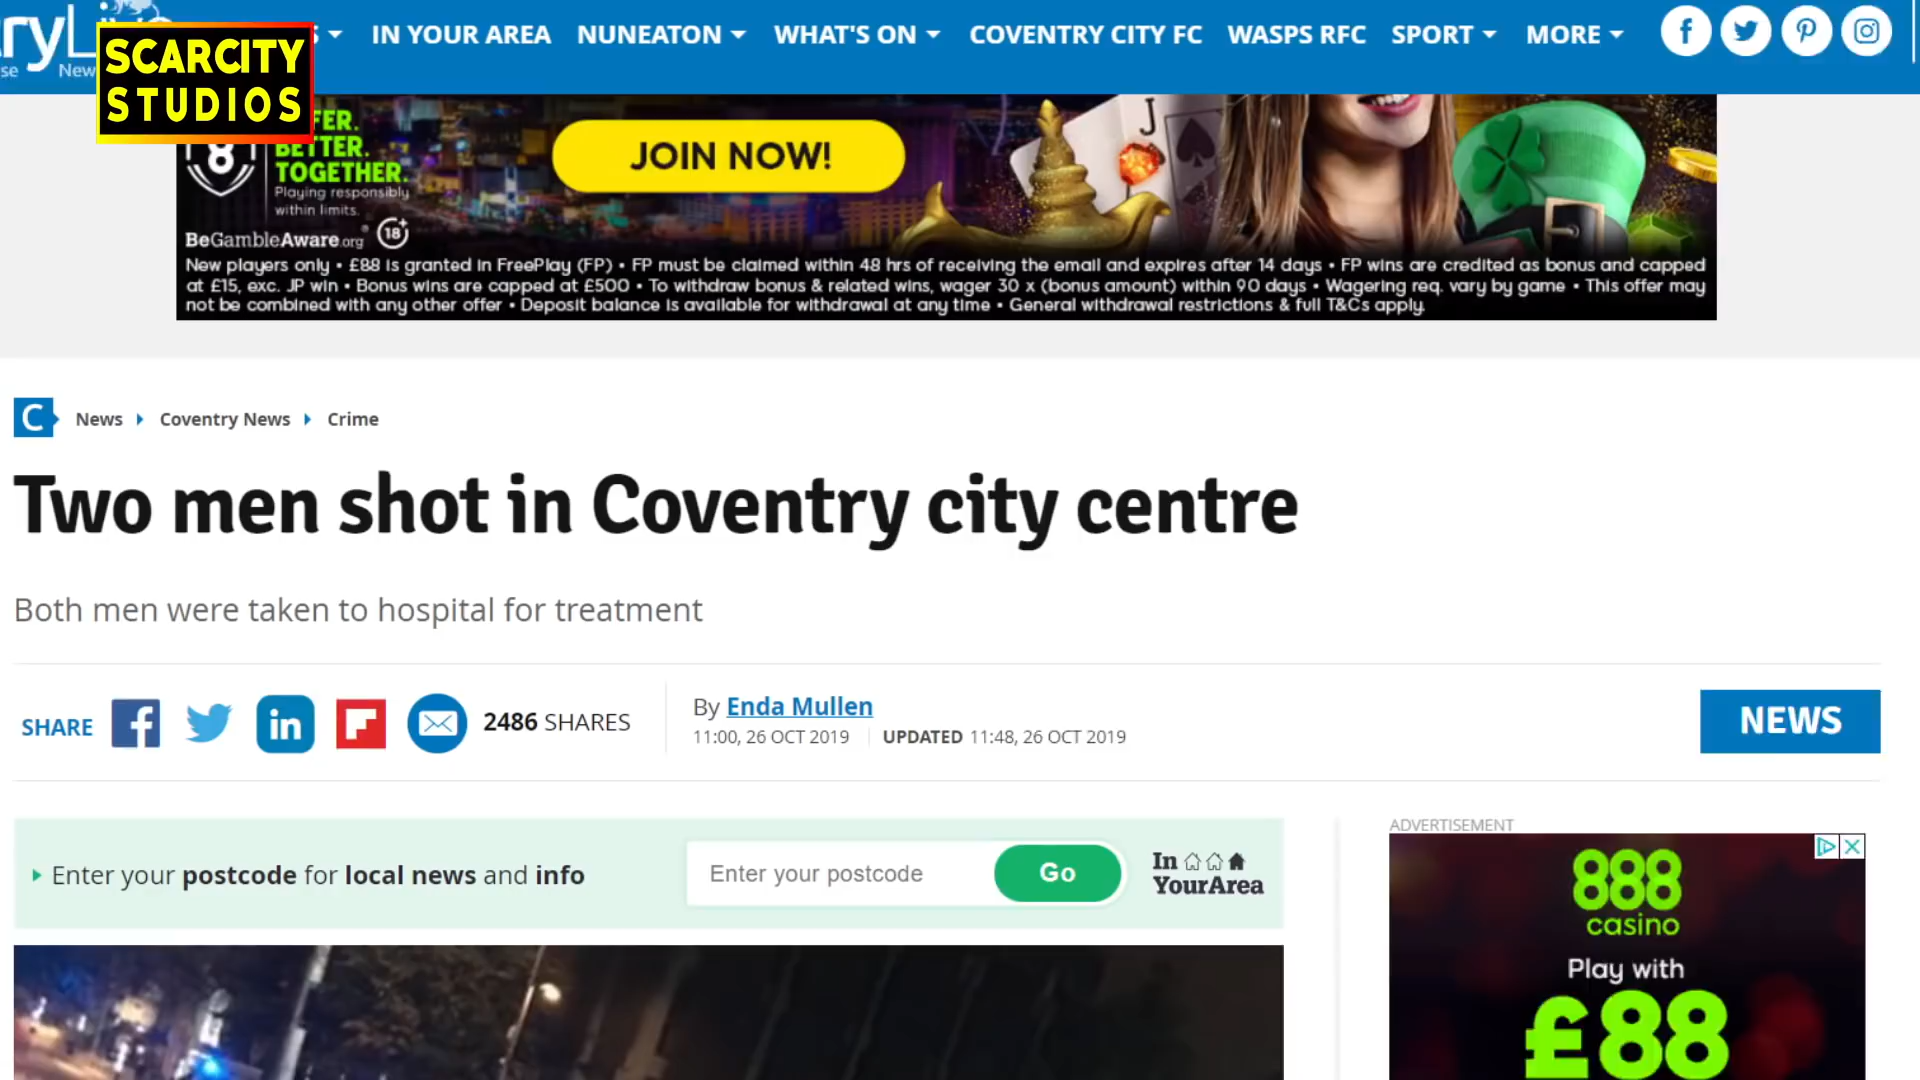 ryLi
se
New
SCARCITY
STUDIOS
S
IN YOUR AREA
NUNEATON
WHAT'S ON
COVENTRY CITY FC
WASPS RFC
SPORT
MORE
FER.
BETTER.
TOGETHER.
Playing responsibly
within limits.
8
JOIN NOW!
J
BeGambleAware.org
18+
New players only • £88 is granted in FreePlay (FP) • FP must be claimed within 48 hrs of receiving the email and expires after 14 days • FP wins are credited as bonus and capped
at £15, exc. JP win • Bonus wins are capped at £500 • To withdraw bonus & related wins, wager 30 x (bonus amount) within 90 days • Wagering req. vary by game • This offer may
not be combined with any other offer • Deposit balance is available for withdrawal at any time • General withdrawal restrictions & full T&Cs apply.
C News Coventry News Crime
Two men shot in Coventry city centre
Both men were taken to hospital for treatment
SHARE
in
2486 SHARES
By Enda Mullen
11:00, 26 OCT 2019 UPDATED 11:48, 26 OCT 2019
NEWS
Enter your postcode for local news and info
Enter your postcode
Go
In
YourArea
ADVERTISEMENT
888
casino
Play with
£88